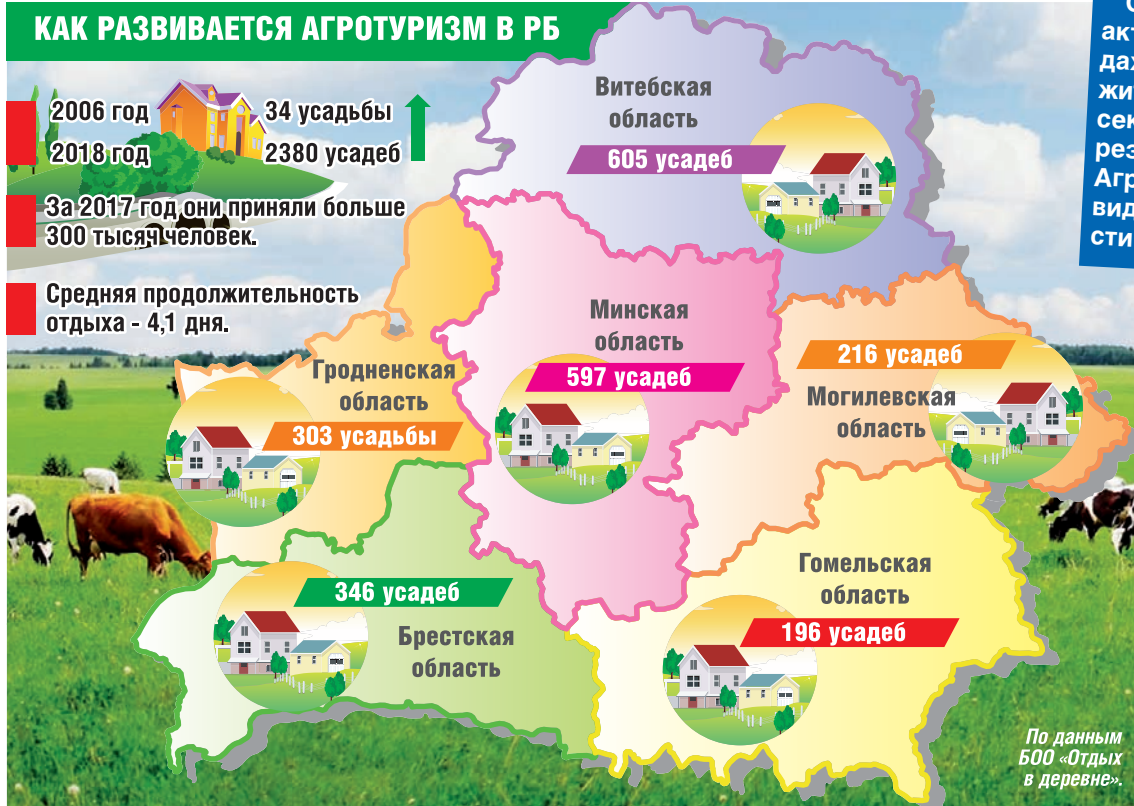 КАК РАЗВИВАЕТСЯ АГРОТУРИЗМ В РБ
2006 год 34 усадьбы
2018 год 2380 усадеб
За 2017 год они приняли больше
300 тысяч человек.
Средняя продолжительность
отдыха - 4,1 дня.
Витебская
область
605 усадеб
Минская
область
597 усадеб
216 усадеб
Могилевская
область
Гродненская
область
303 усадьбы
346 усадеб
Брестская
область
Гомельская
область
196 усадеб
По данным
БОО «Отдых
в деревне».